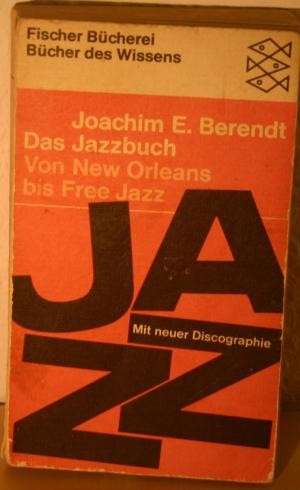 Fischer Bücherei
Bücher des Wissens
Joachim E. Berendt
Das Jazzbuch
Von New Orleans
bis Free Jazz
JA
Mit neuer Discographie
ZZ